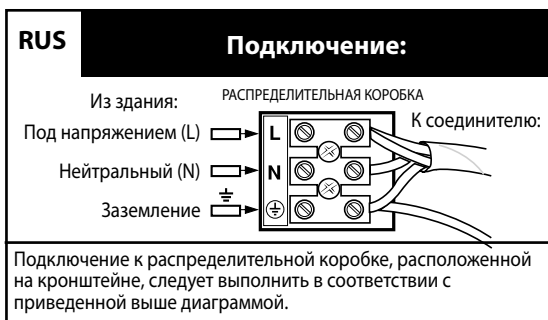 RUS
Подключение:
Из здания:
РАСПРЕДЕЛИТЕЛЬНАЯ КОРОБКА
К соединителю:
Под напряжением (L)
L
Нейтральный (N)
N
Заземление
Подключение к распределительной коробке, расположенной
на кронштейне, следует выполнить в соответствии с
приведенной выше диаграммой.